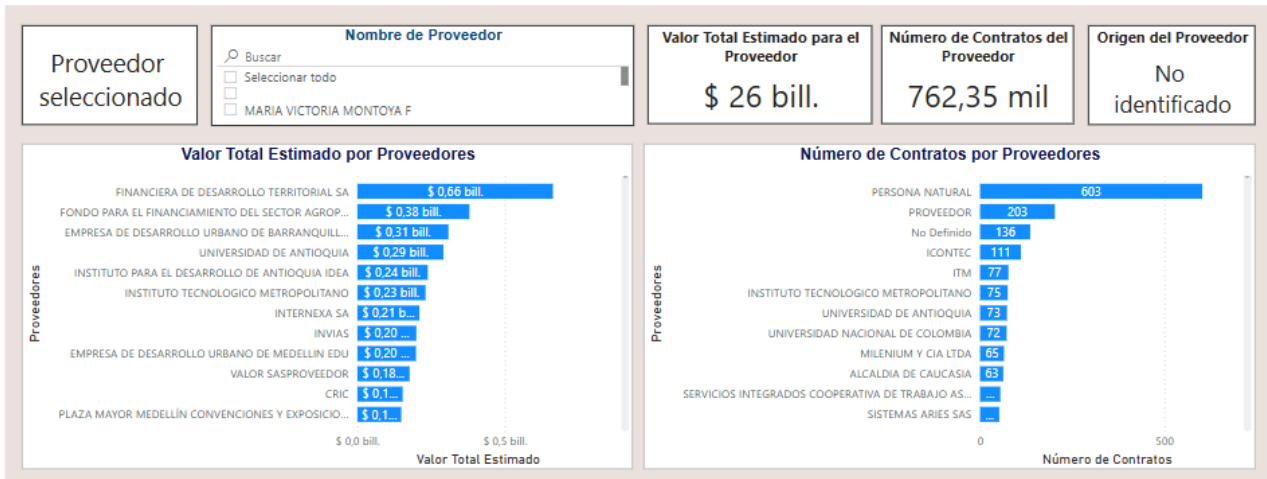 Proveedor
seleccionado
Nombre de Proveedor
Buscar
Seleccionar todo
MARIA VICTORIA MONTOYA F
Valor Total Estimado para el
Proveedor
$ 26 bill.
Número de Contratos del
Proveedor
762,35 mil
Origen del Proveedor
No
identificado
Valor Total Estimado por Proveedores
Proveedores
FINANCIERA DE DESARROLLO TERRITORIAL SA $ 0,66 bill.
FONDO PARA EL FINANCIAMIENTO DEL SECTOR AGROP... $ 0,38 bill.
EMPRESA DE DESARROLLO URBANO DE BARRANQUILL... $ 0,31 bill.
UNIVERSIDAD DE ANTIOQUIA $ 0,29 bill.
INSTITUTO PARA EL DESARROLLO DE ANTIOQUIA IDEA $ 0,24 bill.
INSTITUTO TECNOLOGICO METROPOLITANO $ 0,23 bill.
INTERNEXA SA $ 0,21 b...
INVIAS $ 0,20 ...
EMPRESA DE DESARROLLO URBANO DE MEDELLIN EDU $ 0,20 ...
VALOR SASPROVEEDOR $ 0,18...
CRIC $ 0,1...
PLAZA MAYOR MEDELLÍN CONVENCIONES Y EXPOSICIO... $ 0,1...
$ 0,0 bill. $ 0,5 bill.
Valor Total Estimado
Número de Contratos por Proveedores
Proveedores
PERSONA NATURAL 603
PROVEEDOR 203
No Definido 136
ICONTEC 111
ITM 77
INSTITUTO TECNOLOGICO METROPOLITANO 75
UNIVERSIDAD DE ANTIOQUIA 73
UNIVERSIDAD NACIONAL DE COLOMBIA 72
MILENIUM Y CIA LTDA 65
ALCALDIA DE CAUCASIA 63
SERVICIOS INTEGRADOS COOPERATIVA DE TRABAJO AS... ...
SISTEMAS ARIES SAS ...
0 500
Número de Contratos